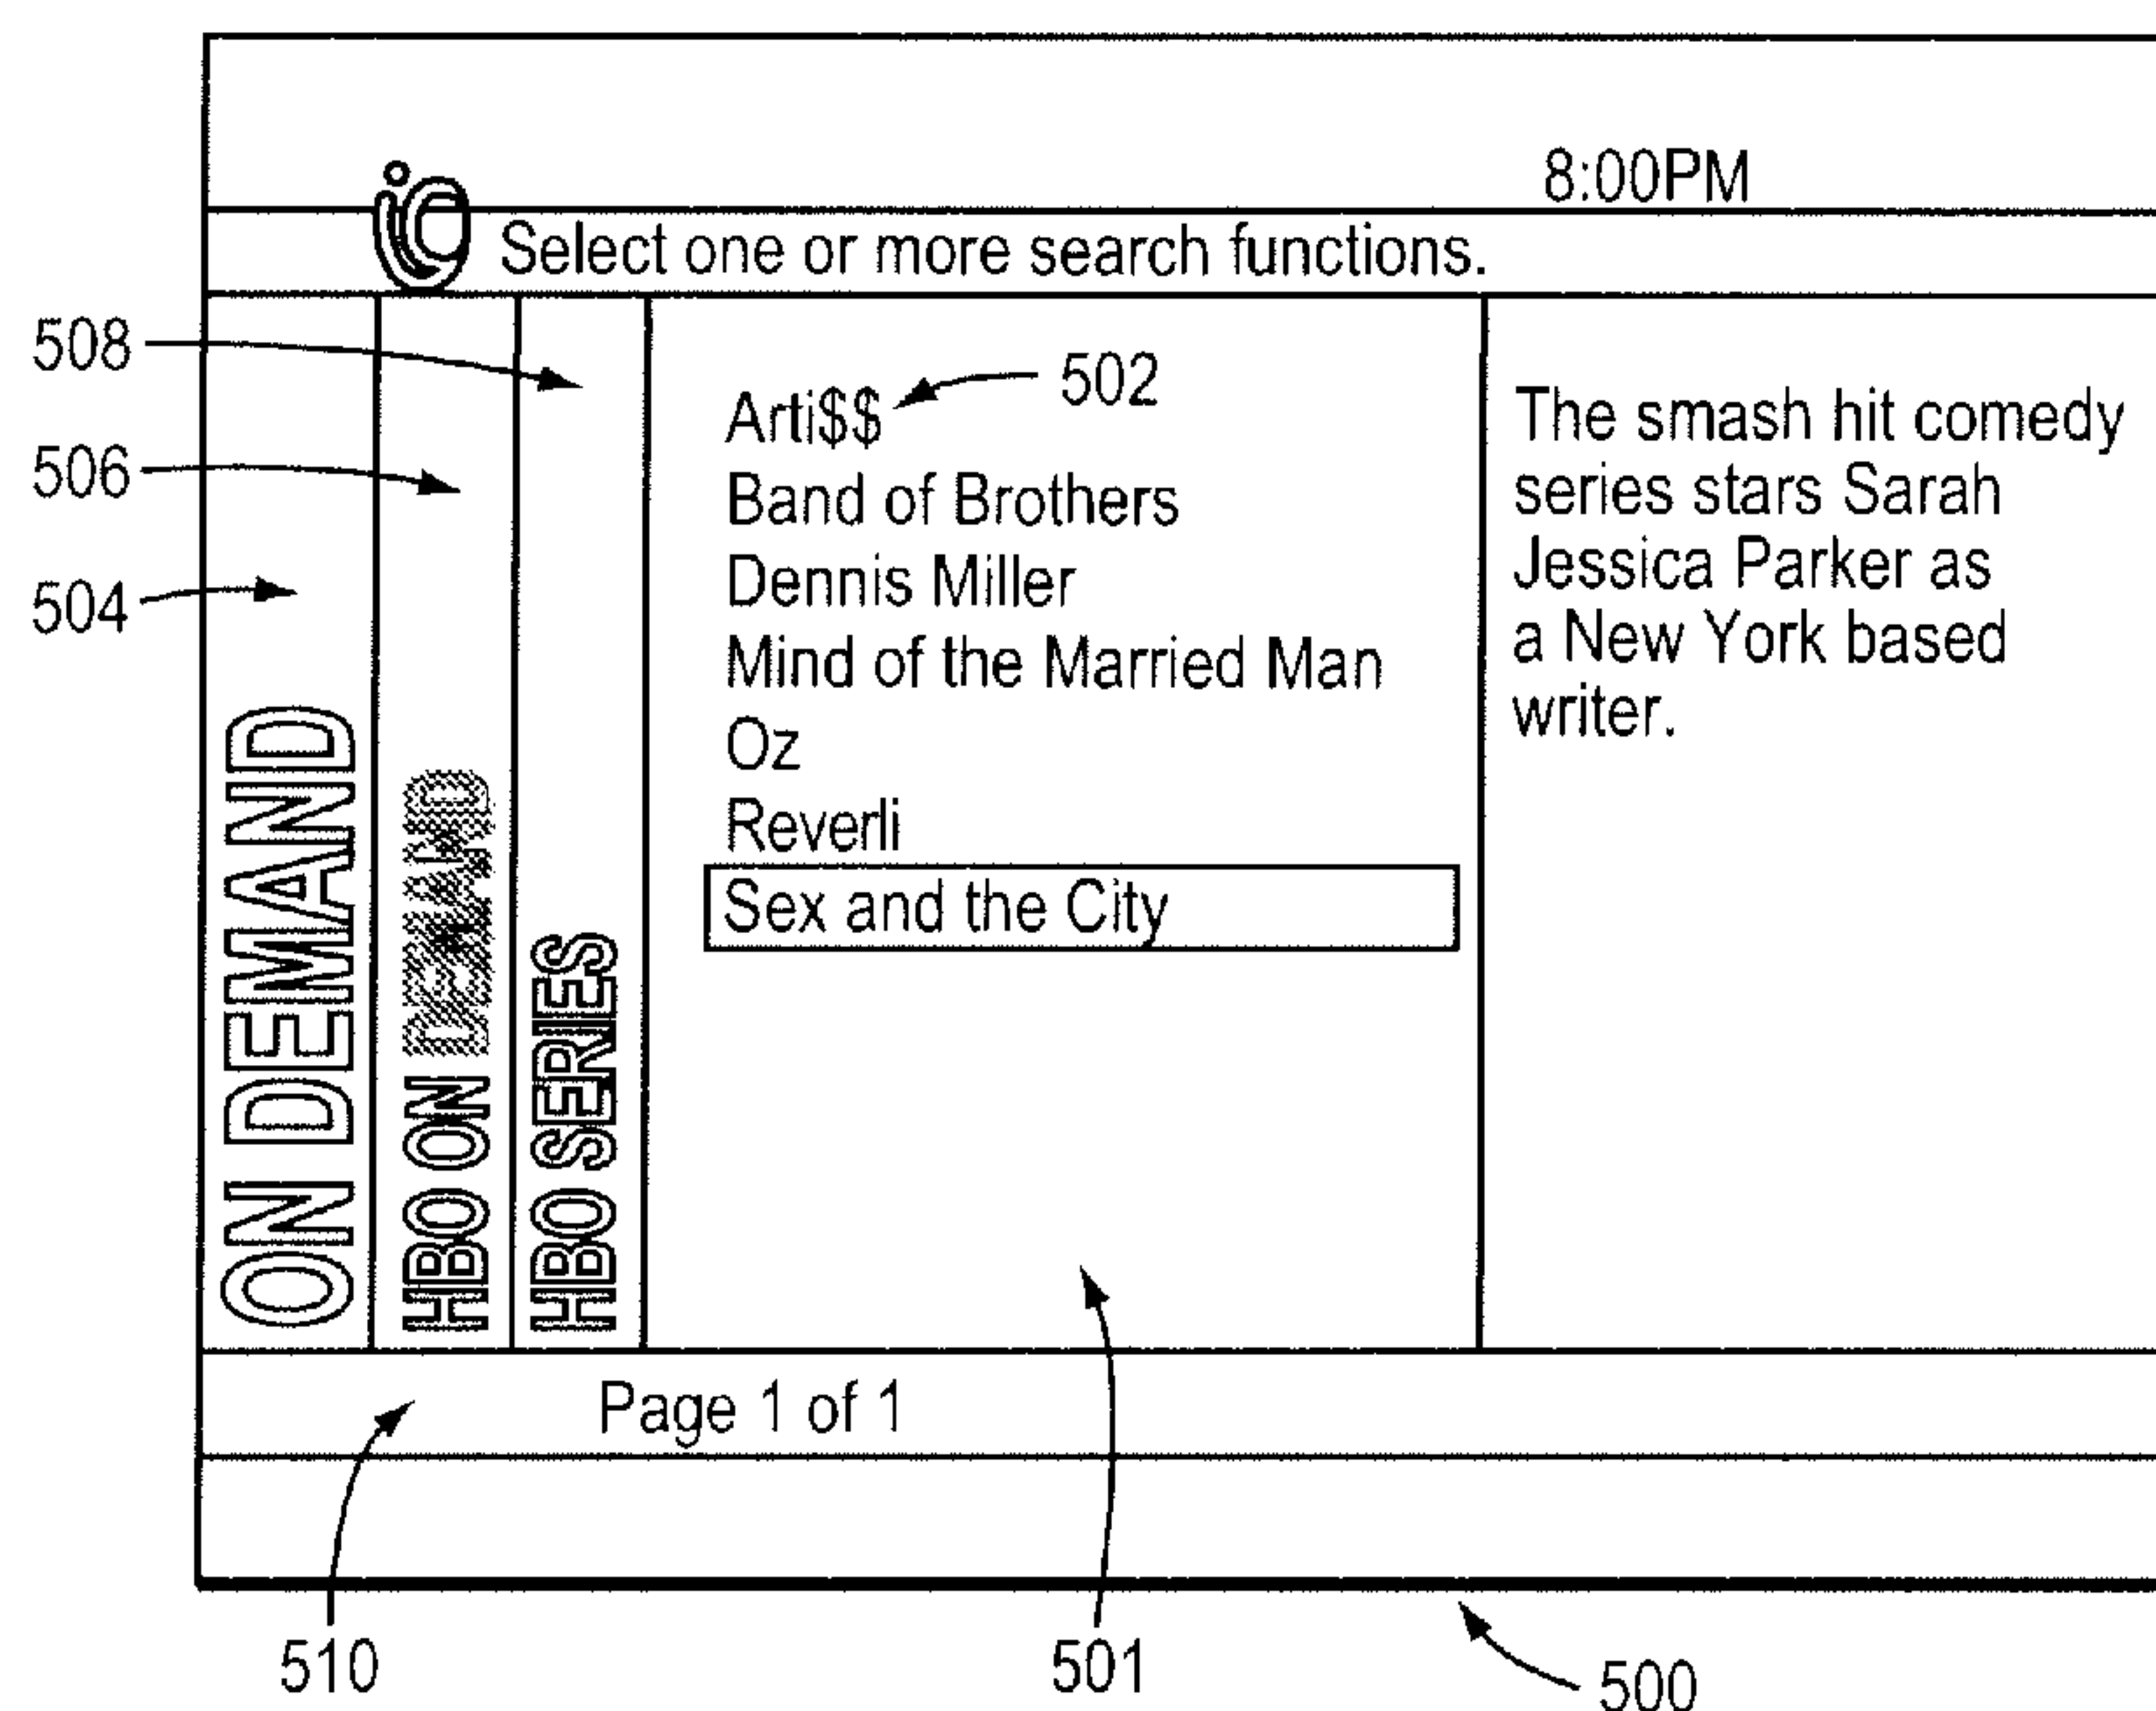 8:00PM
iO
Select one or more search functions.
508
506
504
ON DEMAND
HBO ON DEMAND
HBO SERIES
502
Arti$$
Band of Brothers
Dennis Miller
Mind of the Married Man
Oz
Reverli
Sex and the City
The smash hit comedy
series stars Sarah
Jessica Parker as
a New York based
writer.
Page 1 of 1
510
501
500